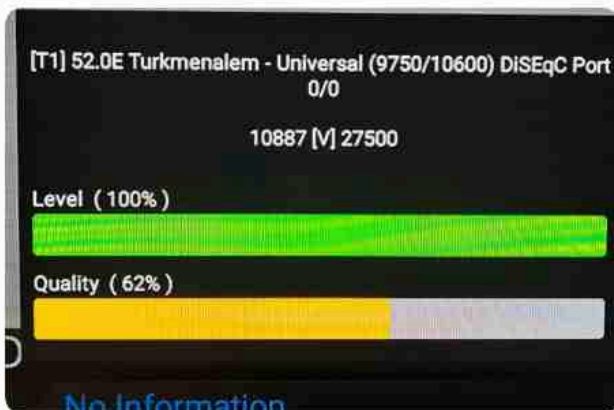 [T1] 52.0E Turkmenalem - Universal (9750/10600) DiSEqC Port
0/0
10887 [V] 27500
Level ( 100% )
Quality ( 62% )
No Information